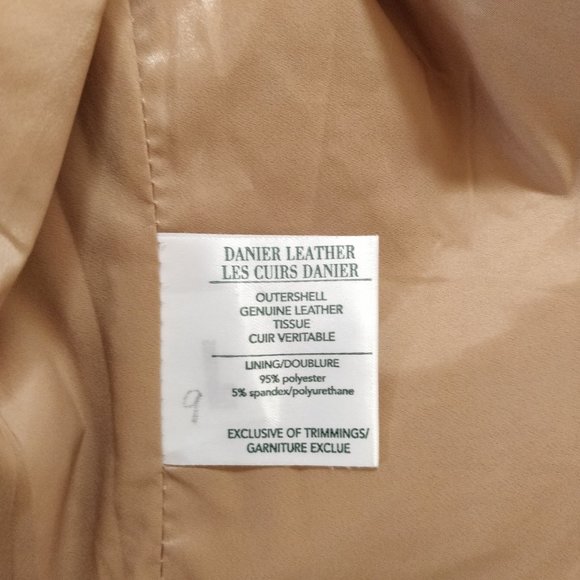 DANIER LEATHER
LES CUIRS DANIER
OUTERSHELL
GENUINE LEATHER
TISSUE
CUIR VERITABLE
LINING/DOUBLURE
95% polyester
5% spandex/polyurethane
EXCLUSIVE OF TRIMMINGS/
GARNITURE EXCLUE